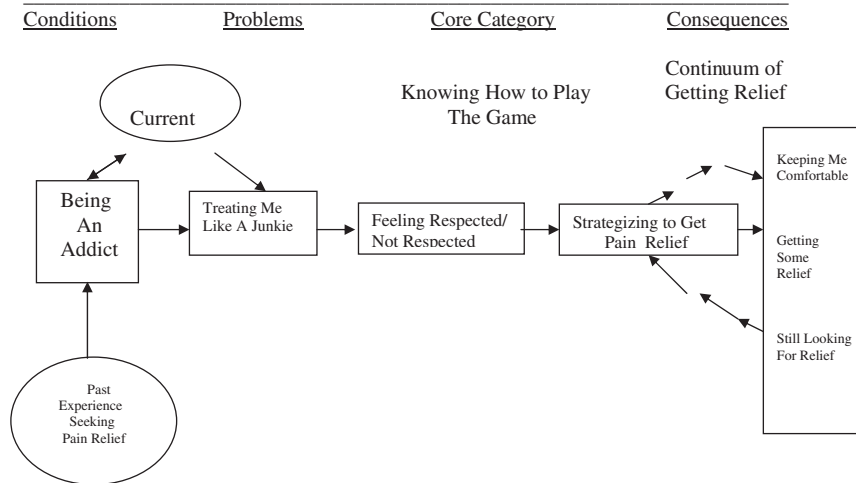 Conditions Problems Core Category Consequences
Continuum of
Getting Relief
Knowing How to Play
The Game
Current
Being
An
Addict
Treating Me
Like A Junkie
Feeling Respected/
Not Respected
Strategizing to Get
Pain Relief
Keeping Me
Comfortable
Getting
Some
Relief
Still Looking
For Relief
Past
Experience
Seeking
Pain Relief